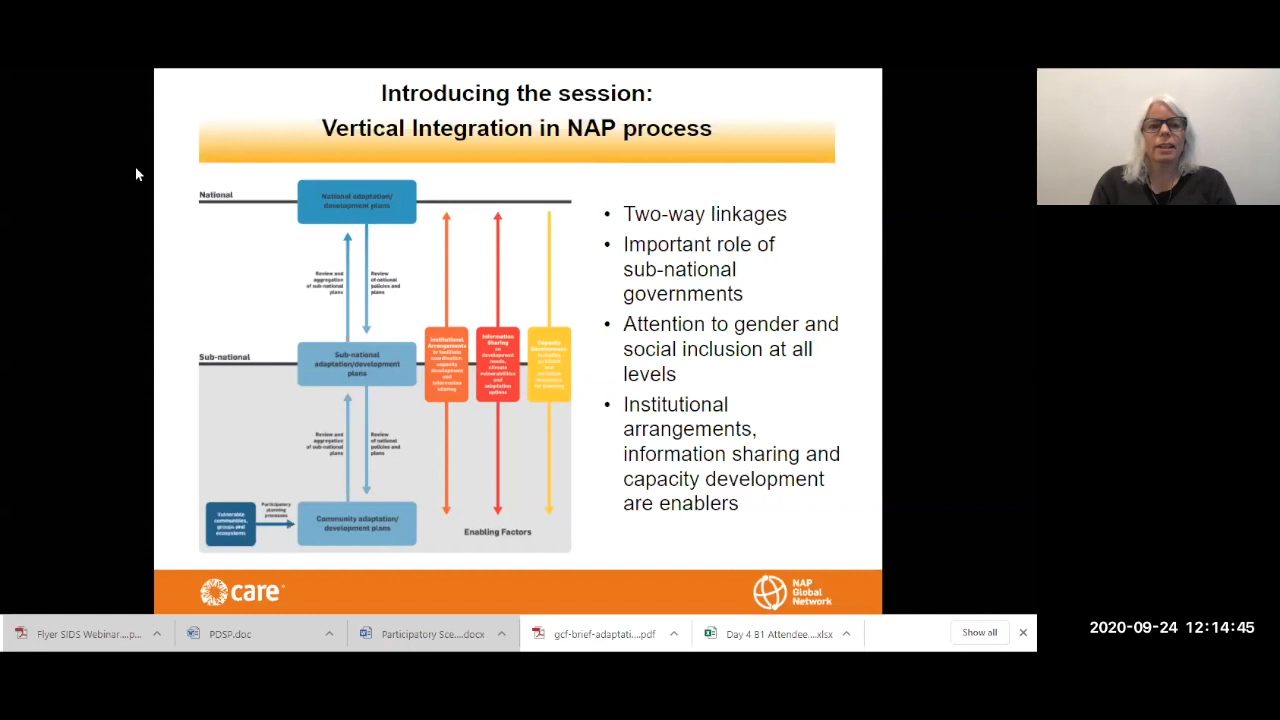 Introducing the session:
Vertical Integration in NAP process
National
National adaptation/
development plans
Review and
aggregation
of sub-national
plans
Review
of national
policies and
plans
Sub-national
Sub-national
adaptation/development
plans
Institutional
Arrangements
to facilitate
coordination,
capacity
development
and
information
sharing
Information
Sharing
on
development
needs,
climate
vulnerabilities
and
adaptation
options
Capacity
Development
Review and
aggregation
of sub-national
plans
Review
of national
policies and
plans
Vulnerable
communities,
groups and
ecosystems
Participatory
planning
processes
Community adaptation/
development plans
Enabling Factors
• Two-way linkages
• Important role of
sub-national
governments
• Attention to gender and
social inclusion at all
levels
• Institutional
arrangements,
information sharing and
capacity development
are enablers
care
NAP
Global
Network
Flyer SIDS Webinar....p...
PDSP.doc
Participatory Sce....docx
gcf-brief-adaptati....pdf
Day 4 B1 Attendee....xlsx
Show all
2020-09-24 12:14:45